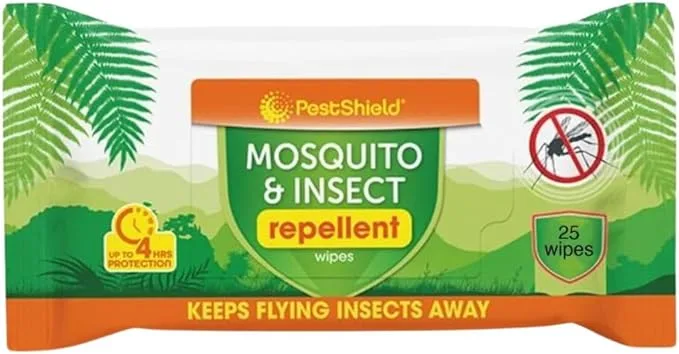 PestShield®
MOSQUITO
& INSECT
repellent
wipes
UP TO 4 HRS
PROTECTION
25
wipes
KEEPS FLYING INSECTS AWAY